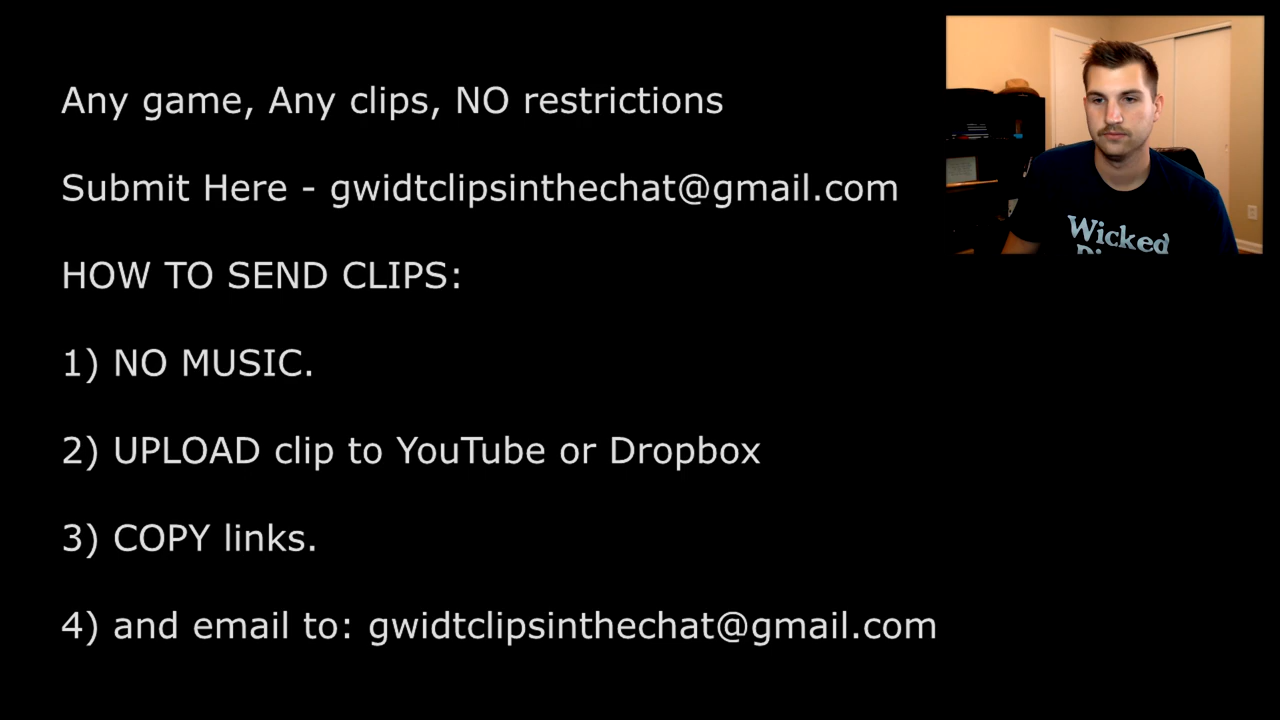 Any game, Any clips, NO restrictions
Submit Here - gwidtclipsinthechat@gmail.com
HOW TO SEND CLIPS:
1) NO MUSIC.
2) UPLOAD clip to YouTube or Dropbox
3) COPY links.
4) and email to: gwidtclipsinthechat@gmail.com
Wicked